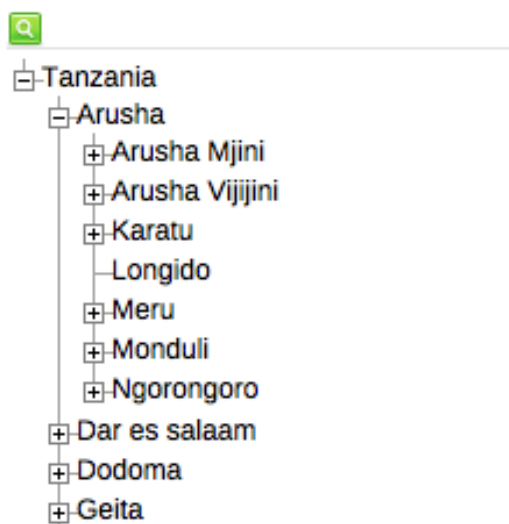 Tanzania
Arusha
Arusha Mjini
Arusha Vijijini
Karatu
Longido
Meru
Monduli
Ngorongoro
Dar es salaam
Dodoma
Geita